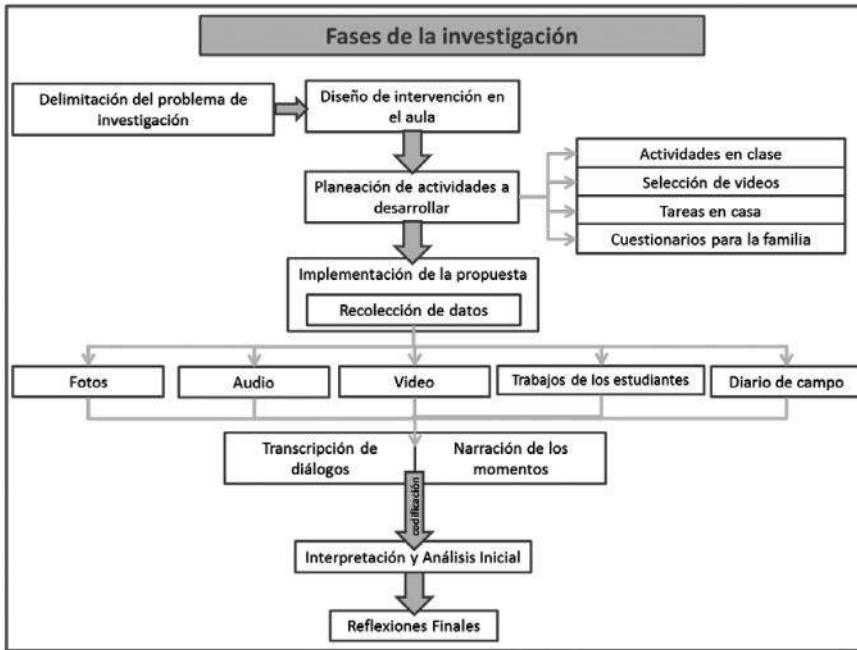 Fases de la investigación
Delimitación del problema de
investigación
Diseño de intervención en
el aula
Planeación de actividades a
desarrollar
Actividades en clase
Selección de videos
Tareas en casa
Cuestionarios para la familia
Implementación de la propuesta
Recolección de datos
Fotos
Audio
Video
Trabajos de los estudiantes
Diario de campo
Transcripción de
diálogos
Narración de los
momentos
codificación
Interpretación y Análisis Inicial
Reflexiones Finales